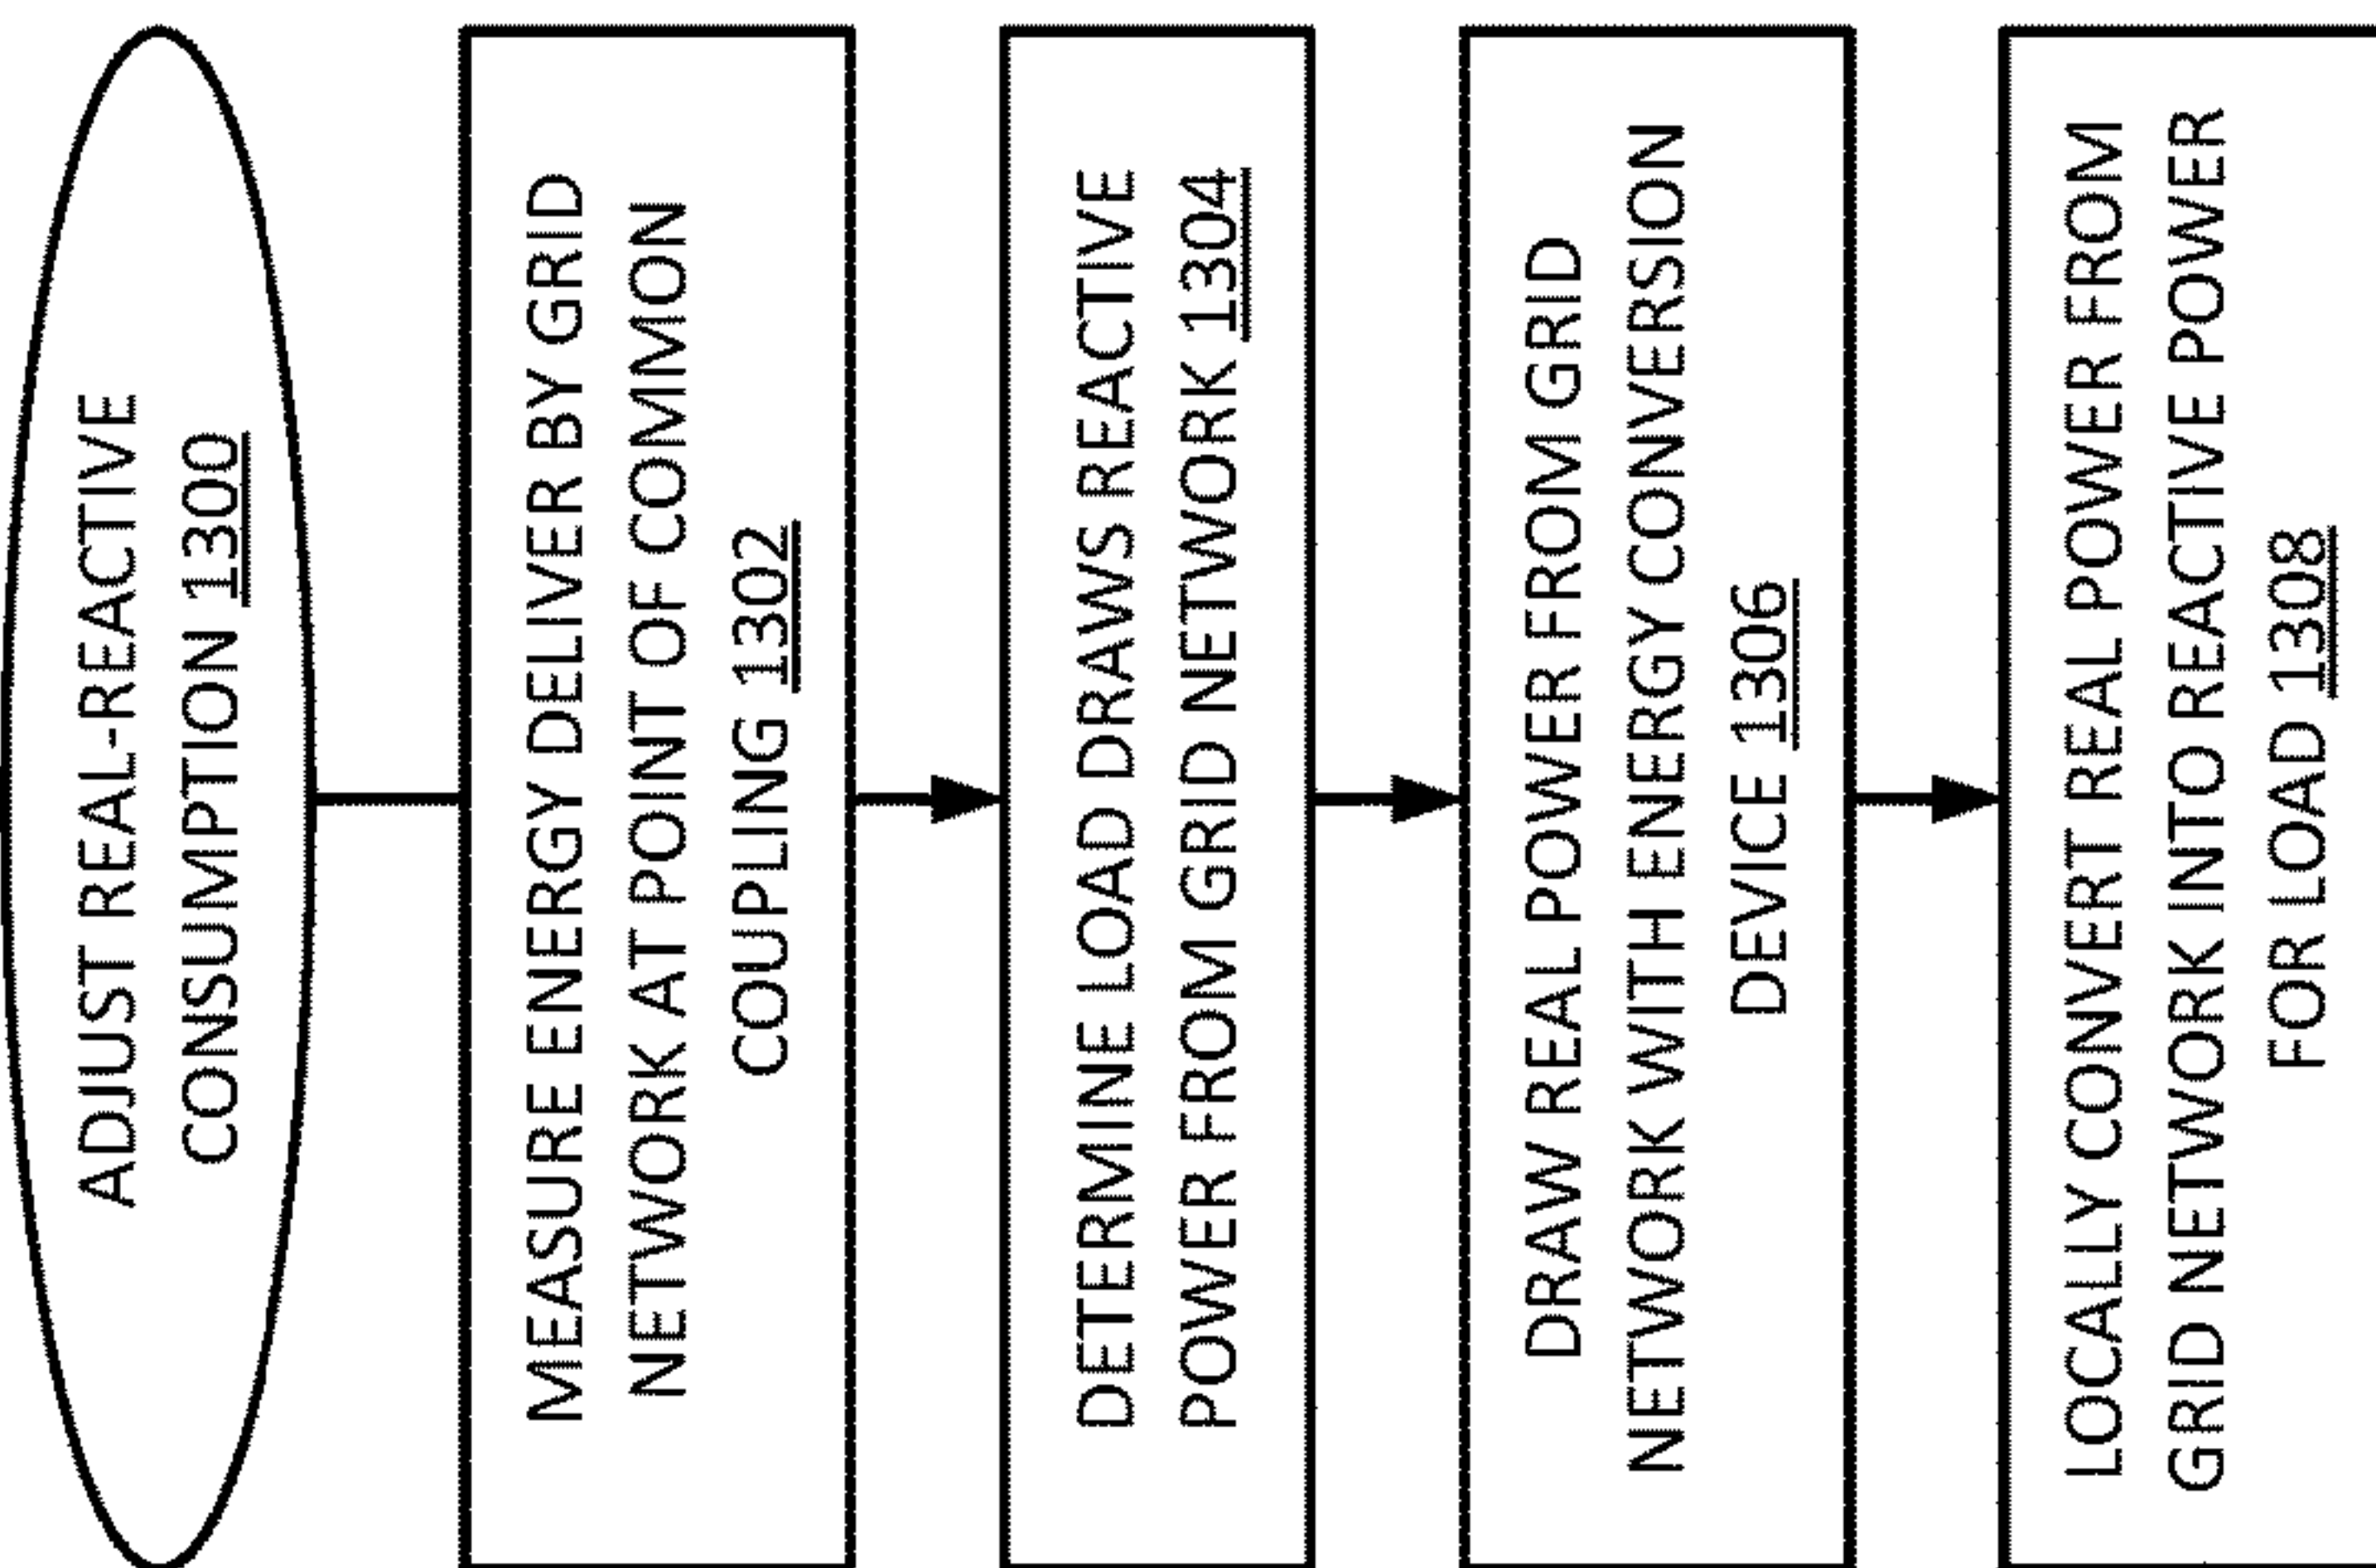 ADJUST REAL-REACTIVE
CONSUMPTION 1300
MEASURE ENERGY DELIVER BY GRID
NETWORK AT POINT OF COMMON
COUPLING 1302
DETERMINE LOAD DRAWS REACTIVE
POWER FROM GRID NETWORK 1304
DRAW REAL POWER FROM GRID
NETWORK WITH ENERGY CONVERSION
DEVICE 1306
LOCALLY CONVERT REAL POWER FROM
GRID NETWORK INTO REACTIVE POWER
FOR LOAD 1308